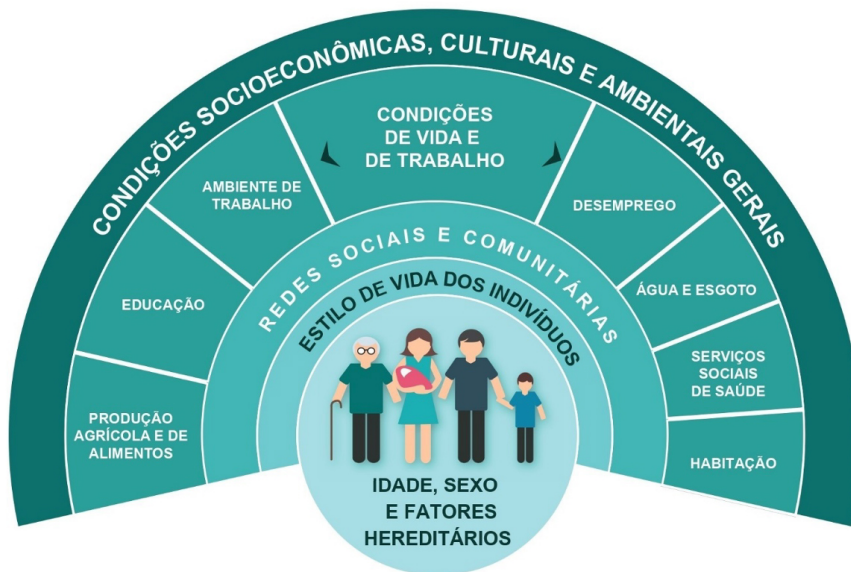 CONDIÇÕES SOCIOECONÔMICAS, CULTURAIS E AMBIENTAIS GERAIS
CONDIÇÕES
DE VIDA E
DE TRABALHO
AMBIENTE DE
TRABALHO
DESEMPREGO
EDUCAÇÃO
ÁGUA E ESGOTO
PRODUÇÃO
AGRÍCOLA E DE
ALIMENTOS
SERVIÇOS
SOCIAIS
DE SAÚDE
HABITAÇÃO
REDES SOCIAIS E COMUNITÁRIAS
ESTILO DE VIDA DOS INDIVÍDUOS
IDADE, SEXO
E FATORES
HEREDITÁRIOS